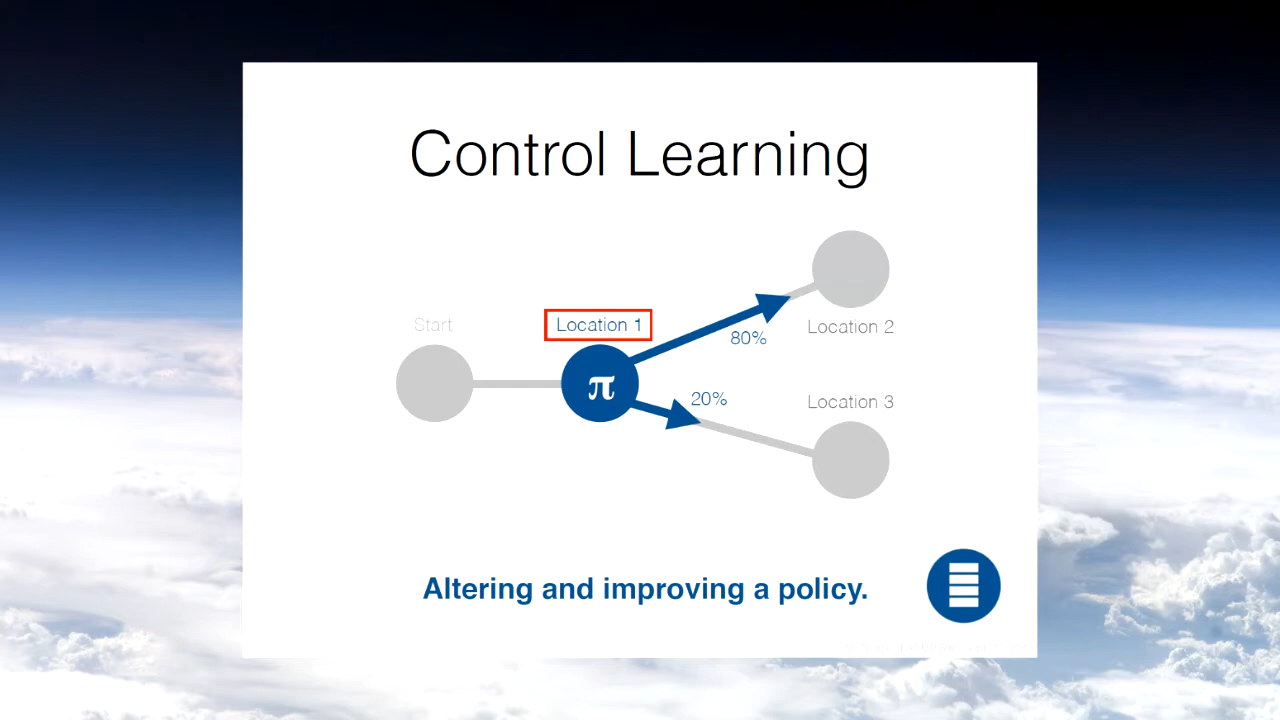 Control Learning
Start
Location 1
π
80%
20%
Location 2
Location 3
Altering and improving a policy.